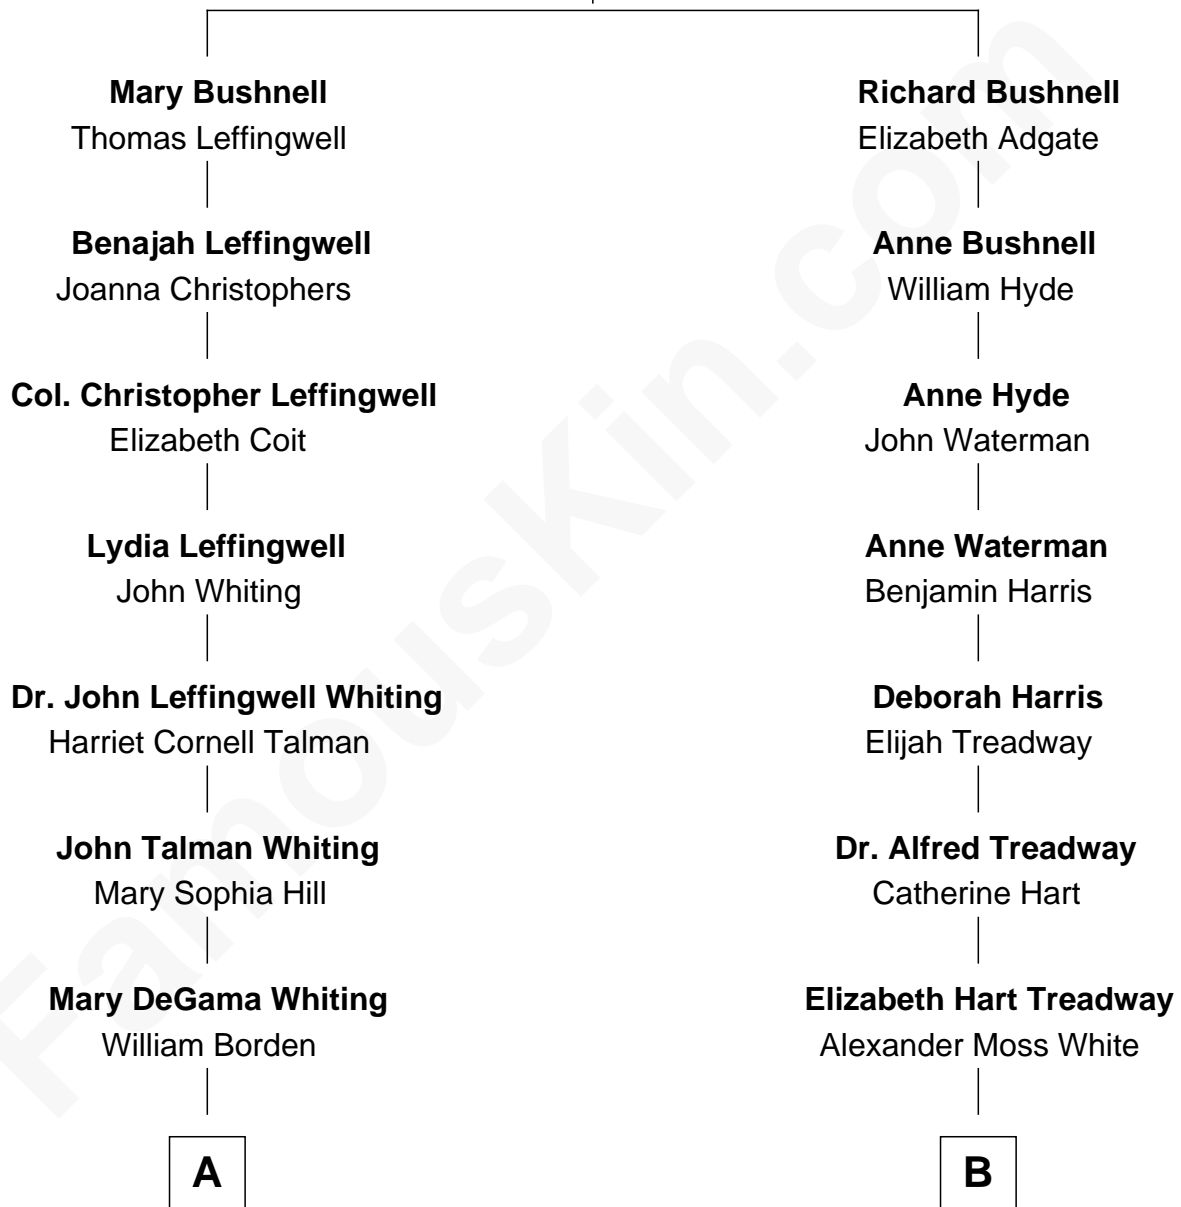 Mary Bushnell
Thomas Leffingwell
Richard Bushnell
Elizabeth Adgate
Benajah Leffingwell
Joanna Christophers
Anne Bushnell
William Hyde
Col. Christopher Leffingwell
Elizabeth Coit
Anne Hyde
John Waterman
Lydia Leffingwell
John Whiting
Anne Waterman
Benjamin Harris
Dr. John Leffingwell Whiting
Harriet Cornell Talman
Deborah Harris
Elijah Treadway
John Talman Whiting
Mary Sophia Hill
Dr. Alfred Treadway
Catherine Hart
Mary DeGama Whiting
William Borden
Elizabeth Hart Treadway
Alexander Moss White
A
B
FamousKin.com